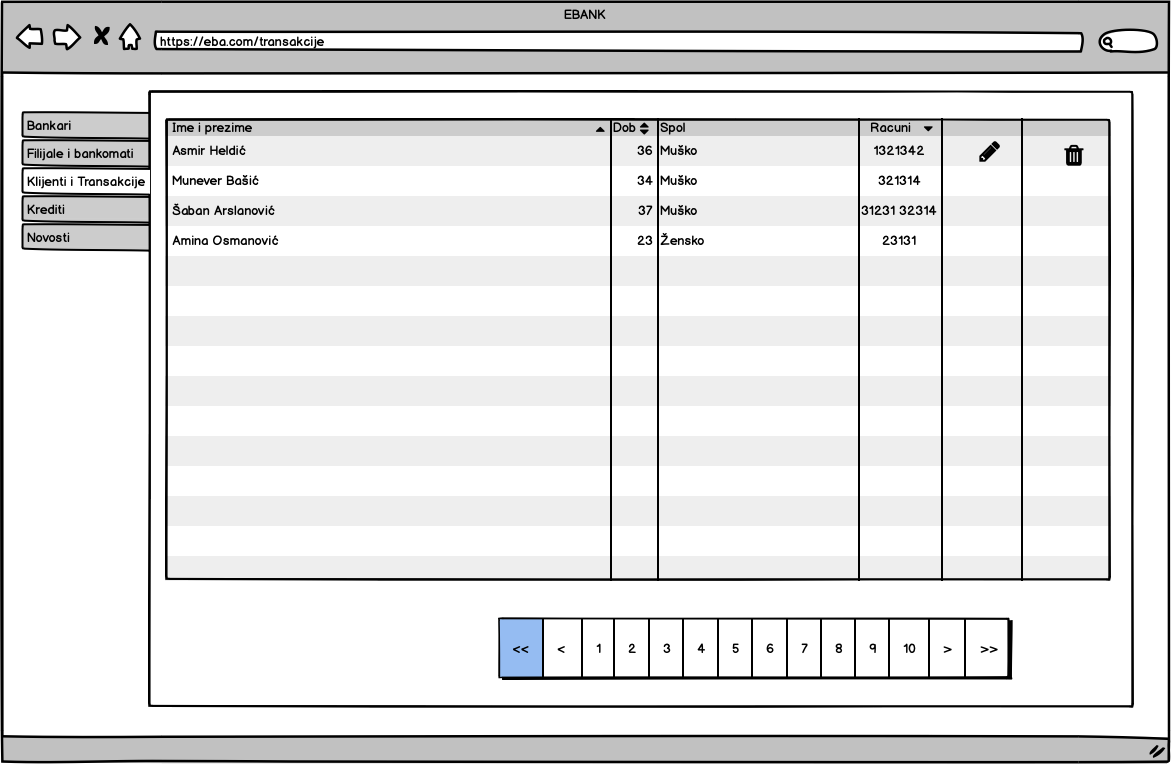 EBANK
https://eba.com/transakcije
Bankari
Filijale i bankomati
Klijenti i Transakcije
Krediti
Novosti
Ime i prezime Dob Spol Racuni
Asmir Heldić 36 Muško 1321342
Munever Bašić 34 Muško 321314
Šaban Arslanović 37 Muško 31231 32314
Amina Osmanović 23 Žensko 23131
<< < 1 2 3 4 5 6 7 8 9 10 > >>